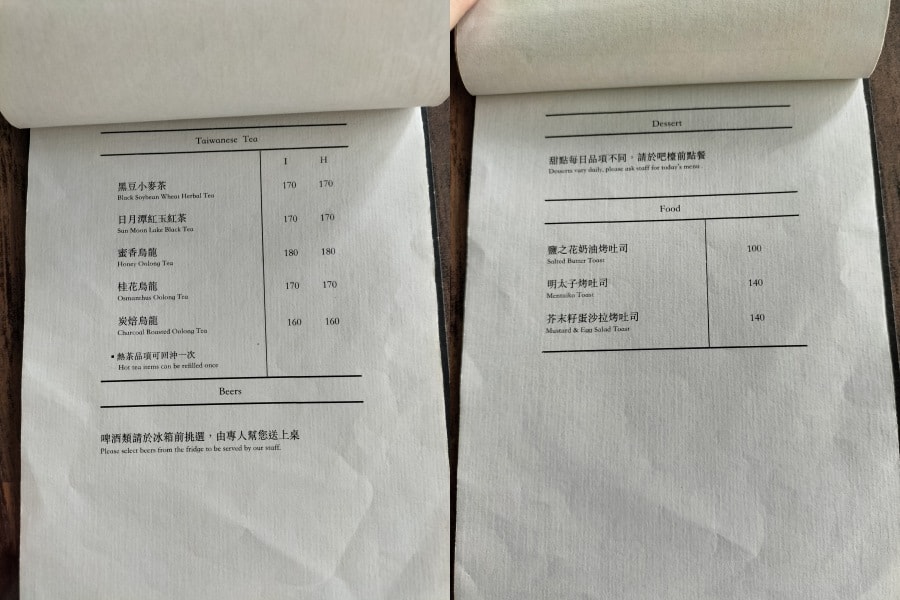 Taiwanese Tea
I H
黑豆小麥茶 170 170
Black Soybean Wheat Herbal Tea
日月潭紅玉紅茶 170 170
Sun Moon Lake Black Tea
蜜香烏龍 180 180
Honey Oolong Tea
桂花烏龍 170 170
Osmanthus Oolong Tea
炭焙烏龍 160 160
Charcoal Roasted Oolong Tea
▪熱茶品項可回沖一次
Hot tea items can be refilled once
Beers
啤酒類請於冰箱前挑選，由專人幫您送上桌
Please select beers from the fridge to be served by our staff.
Dessert
甜點每日品項不同，請於吧檯前點餐
Desserts vary daily, please ask staff for today's menu
Food
鹽之花奶油烤吐司 100
Salted Butter Toast
明太子烤吐司 140
Mentaiko Toast
芥末籽蛋沙拉烤吐司 140
Mustard & Egg Salad Toast